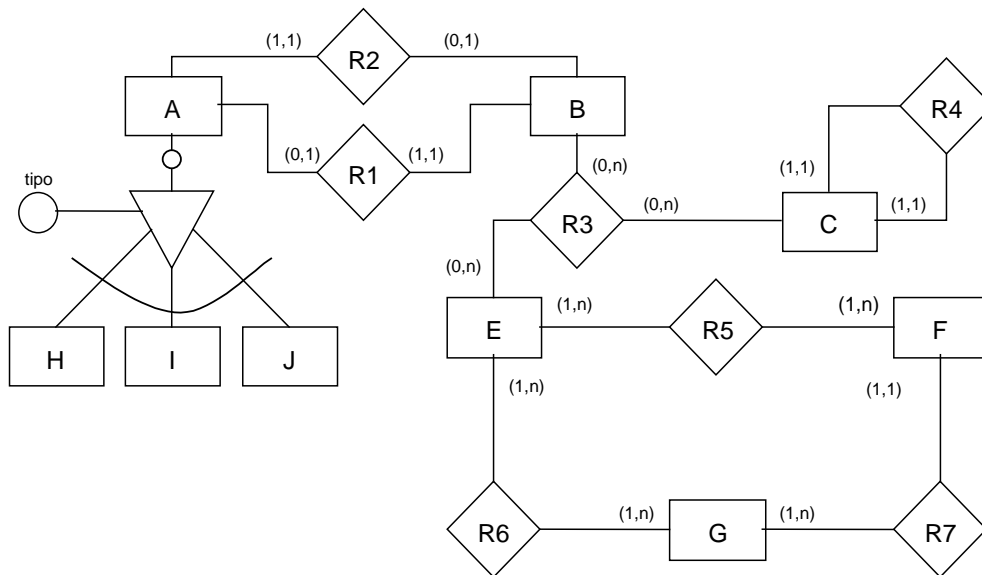 (1,1)
R2
(0,1)
A
B
R4
(0,1)
R1
(1,1)
(0,n)
(1,1)
tipo
R3
(0,n)
C
(1,1)
(0,n)
E
(1,n)
R5
(1,n)
F
H
I
J
(1,n)
(1,1)
R6
(1,n)
G
(1,n)
R7